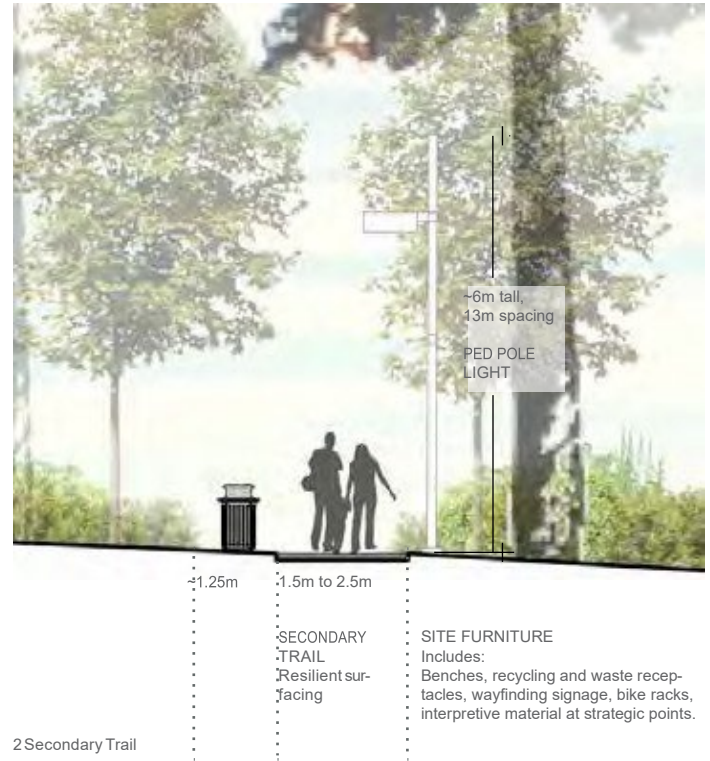 ~6m tall,
13m spacing
PED POLE
LIGHT
~1.25m
1.5m to 2.5m
SECONDARY
TRAIL
Resilient sur-
facing
SITE FURNITURE
Includes:
Benches, recycling and waste recep-
tacles, wayfinding signage, bike racks,
interpretive material at strategic points.
2 Secondary Trail